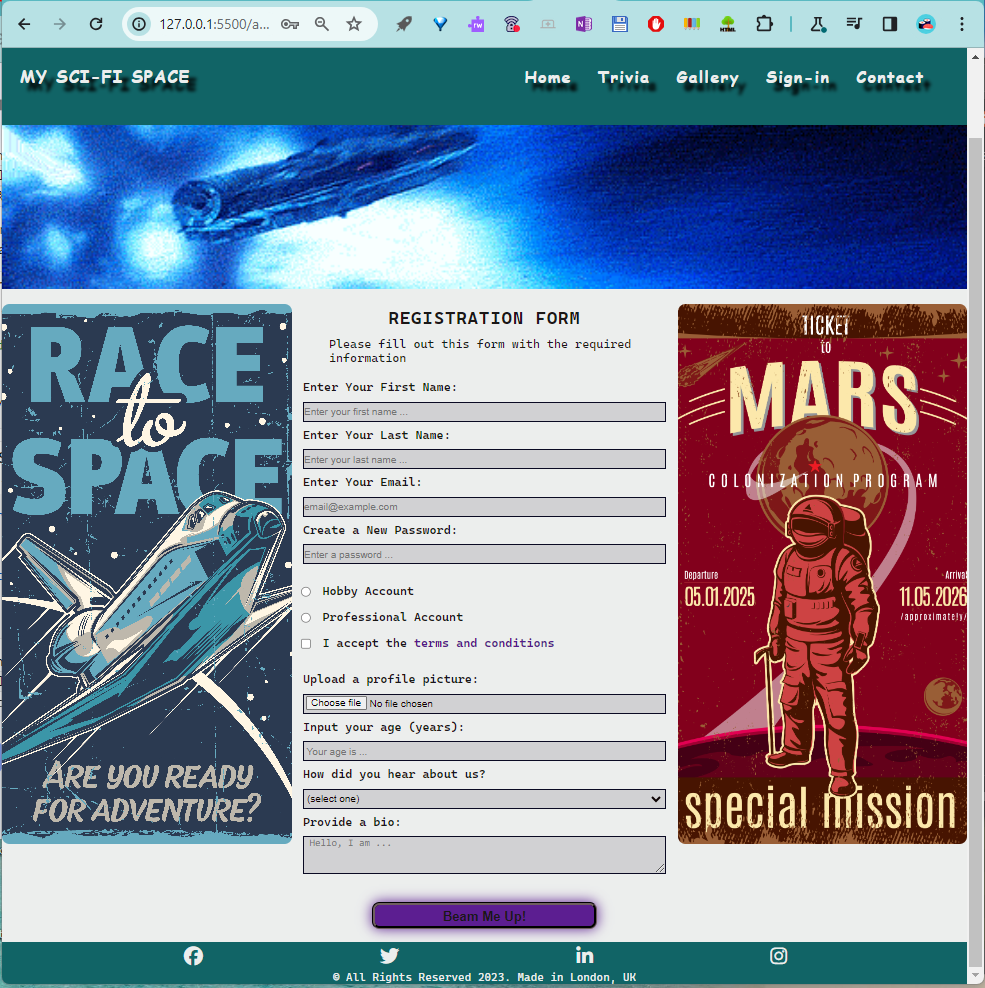 127.0.0.1:5500/a...
MY SCI-FI SPACE
Home Trivia Gallery Sign-in Contact
RACE
to
SPACE
ARE YOU READY
FOR ADVENTURE?
REGISTRATION FORM
Please fill out this form with the required
information
Enter Your First Name:
Enter your first name ...
Enter Your Last Name:
Enter your last name ...
Enter Your Email:
email@example.com
Create a New Password:
Enter a password ...
Hobby Account
Professional Account
I accept the terms and conditions
Upload a profile picture:
Choose file No file chosen
Input your age (years):
Your age is ...
How did you hear about us?
(select one)
Provide a bio:
Hello, I am ...
Beam Me Up!
TICKET
to
MARS
COLONIZATION PROGRAM
Departure
05.01.2025
Arrival
11.05.2026
/approximately/
special mission
© All Rights Reserved 2023. Made in London, UK